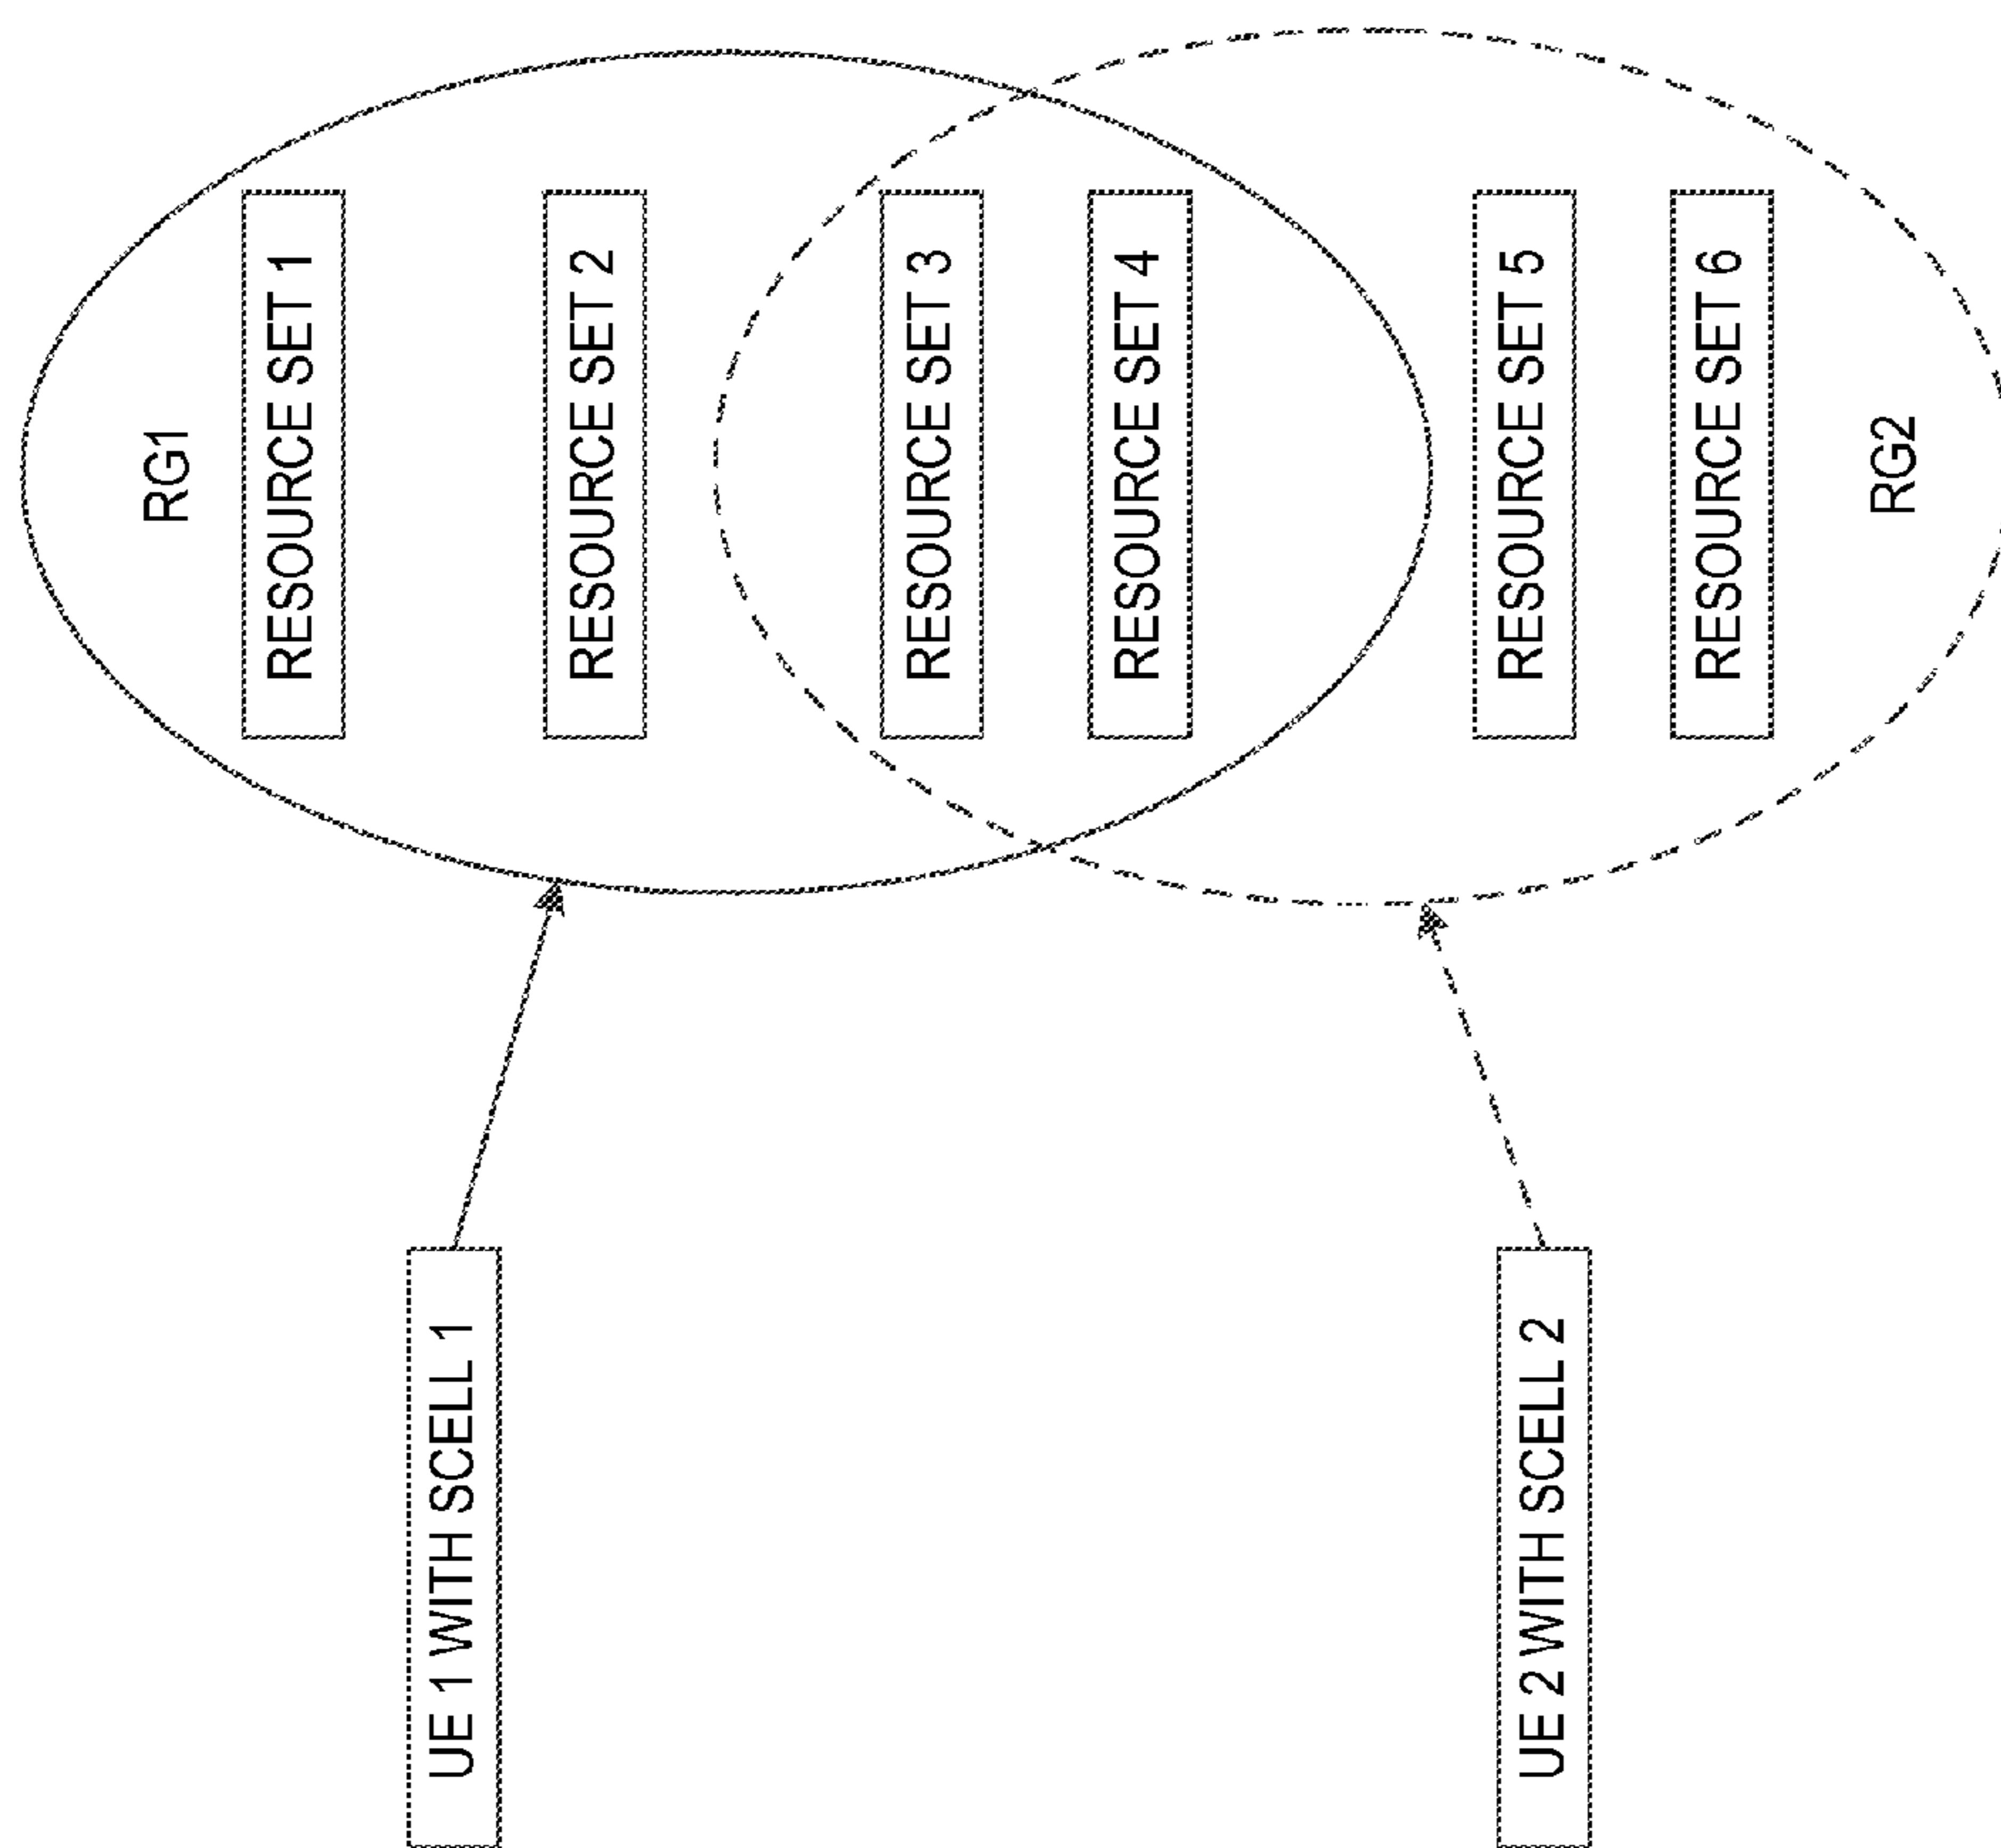 RG1
RESOURCE SET 1
RESOURCE SET 2
RESOURCE SET 3
RESOURCE SET 4
RESOURCE SET 5
RESOURCE SET 6
RG2
UE 1 WITH SCELL 1
UE 2 WITH SCELL 2